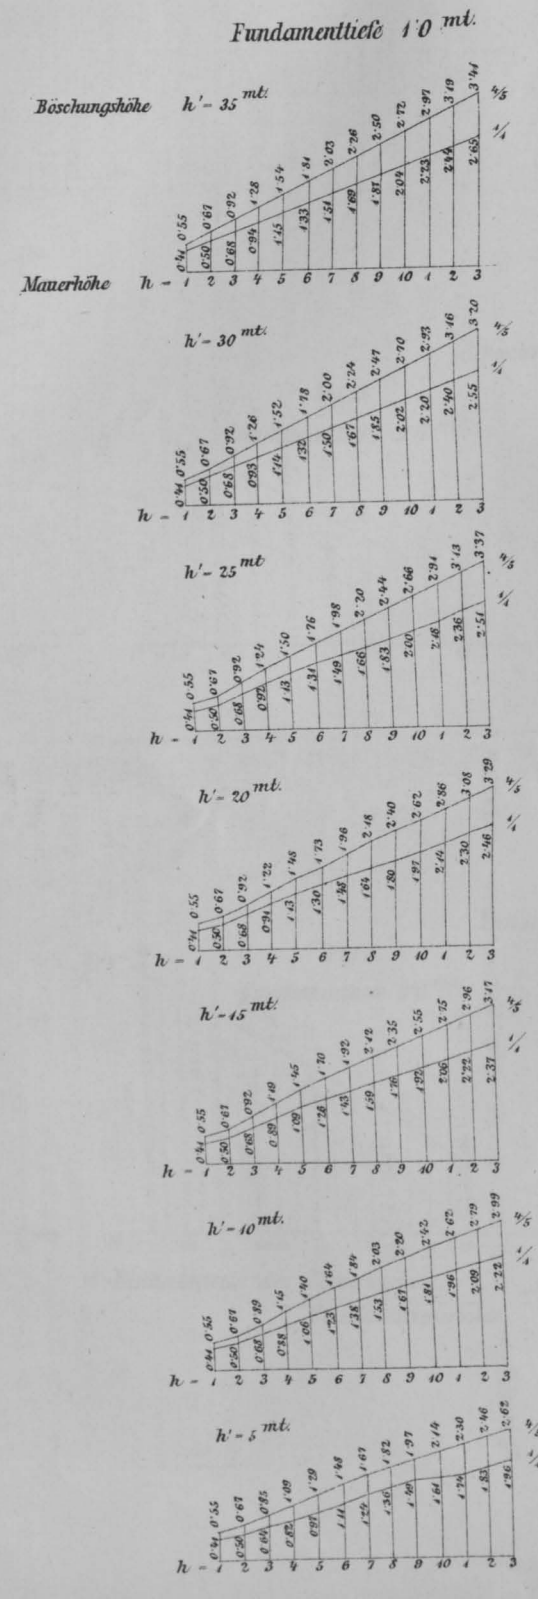 Fundamenttiefe 1·0 mt.
Böschungshöhe h' = 35 mt.
0·55 0·67 0·92 1·28 1·54 1·81 2·03 2·26 2·50 2·72 2·97 3·19 3·41 4/5
0·41 0·50 0·68 0·94 1·15 1·33 1·51 1·69 1·87 2·04 2·23 2·44 2·65 1/1
Mauerhöhe h = 1 2 3 4 5 6 7 8 9 10 1 2 3
h' = 30 mt.
0·55 0·67 0·92 1·26 1·52 1·78 2·00 2·24 2·47 2·70 2·93 3·16 3·20 4/5
0·41 0·50 0·68 0·93 1·14 1·32 1·50 1·67 1·85 2·02 2·20 2·40 2·55 1/1
h = 1 2 3 4 5 6 7 8 9 10 1 2 3
h' = 25 mt
0·55 0·67 0·92 1·24 1·50 1·76 1·98 2·20 2·44 2·66 2·91 3·13 3·37 4/5
0·41 0·50 0·68 0·92 1·13 1·31 1·49 1·66 1·83 2·00 2·18 2·36 2·51 1/1
h = 1 2 3 4 5 6 7 8 9 10 1 2 3
h' = 20 mt.
0·55 0·67 0·92 1·22 1·48 1·73 1·96 2·18 2·40 2·62 2·86 3·08 3·29 4/5
0·41 0·50 0·68 0·91 1·13 1·30 1·48 1·64 1·80 1·97 2·14 2·30 2·46 1/1
h = 1 2 3 4 5 6 7 8 9 10 1 2 3
h' = 15 mt.
0·55 0·67 0·92 1·19 1·45 1·70 1·92 2·12 2·35 2·55 2·75 2·96 3·17 4/5
0·41 0·50 0·68 0·89 1·09 1·26 1·43 1·59 1·76 1·92 2·06 2·22 2·37 1/1
h = 1 2 3 4 5 6 7 8 9 10 1 2 3
h' = 10 mt.
0·55 0·67 0·89 1·15 1·40 1·64 1·84 2·03 2·20 2·42 2·62 2·79 2·99 4/5
0·41 0·50 0·68 0·88 1·06 1·23 1·38 1·53 1·67 1·81 1·96 2·09 2·22 1/1
h = 1 2 3 4 5 6 7 8 9 10 1 2 3
h' = 5 mt.
0·55 0·67 0·85 1·09 1·29 1·48 1·67 1·82 1·97 2·14 2·30 2·46 2·62
0·41 0·50 0·64 0·82 0·97 1·11 1·24 1·36 1·49 1·61 1·74 1·83 1·96
h = 1 2 3 4 5 6 7 8 9 10 1 2 3